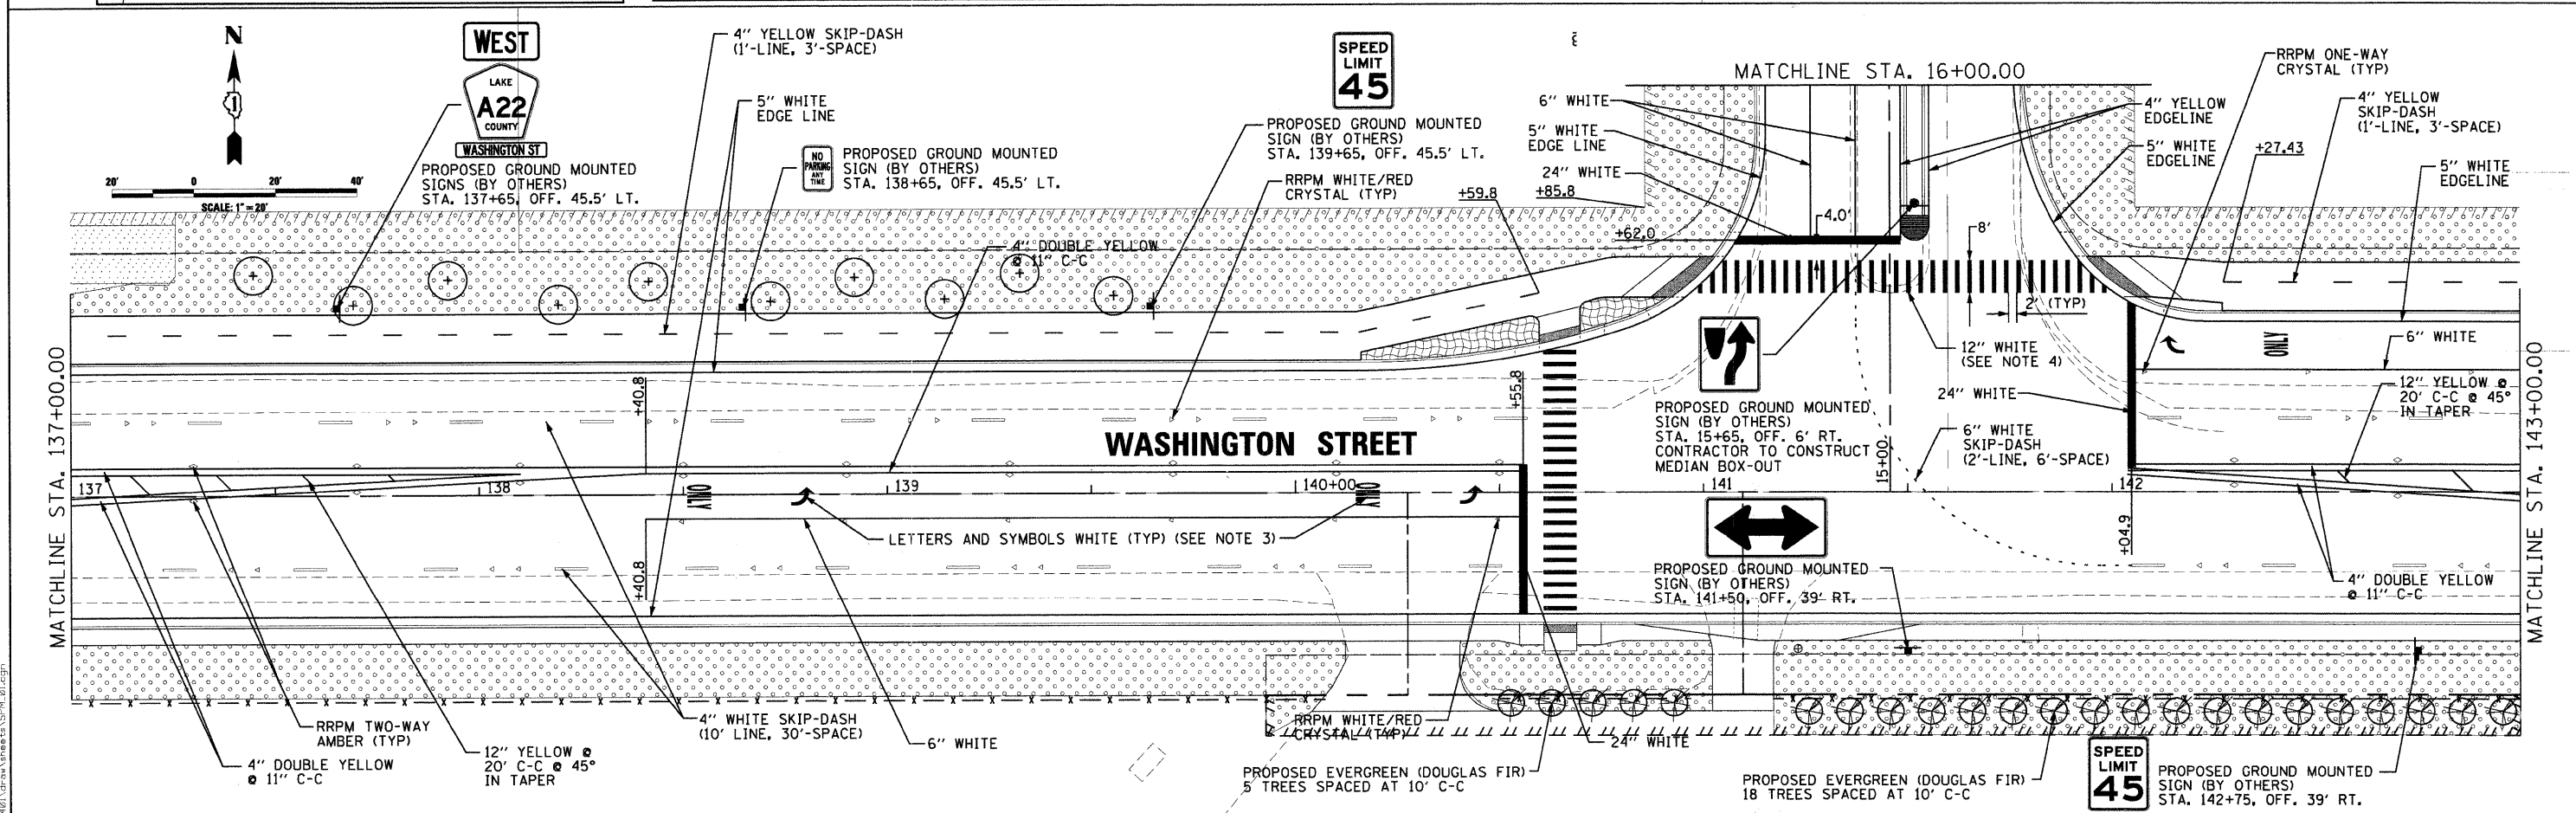 N
WEST
LAKE
A22
COUNTY
WASHINGTON ST
PROPOSED GROUND MOUNTED
SIGNS (BY OTHERS)
STA. 137+65, OFF. 45.5' LT.
20' 0 20' 40'
SCALE: 1" = 20'
4" YELLOW SKIP-DASH
(1'-LINE, 3'-SPACE)
5" WHITE
EDGE LINE
NO
PARKING
ANY
TIME
PROPOSED GROUND MOUNTED
SIGN (BY OTHERS)
STA. 138+65, OFF. 45.5' LT.
SPEED
LIMIT
45
PROPOSED GROUND MOUNTED
SIGN (BY OTHERS)
STA. 139+65, OFF. 45.5' LT.
RRPM WHITE/RED
CRYSTAL (TYP)
4" DOUBLE YELLOW
@ 11" C-C
+59.8
+85.8
+62.0
MATCHLINE STA. 16+00.00
6" WHITE
5" WHITE
EDGE LINE
24" WHITE
4.0'
8'
2' (TYP)
4" YELLOW
EDGELINE
5" WHITE
EDGELINE
RRPM ONE-WAY
CRYSTAL (TYP)
4" YELLOW
SKIP-DASH
(1'-LINE, 3'-SPACE)
+27.43
5" WHITE
EDGELINE
12" WHITE
(SEE NOTE 4)
ONLY
6" WHITE
12" YELLOW @
20' C-C @ 45°
IN TAPER
24" WHITE
6" WHITE
SKIP-DASH
(2'-LINE, 6'-SPACE)
PROPOSED GROUND MOUNTED
SIGN (BY OTHERS)
STA. 15+65, OFF. 6' RT.
CONTRACTOR TO CONSTRUCT
MEDIAN BOX-OUT
15+00
MATCHLINE STA. 137+00.00
MATCHLINE STA. 143+00.00
+40.8
+55.8
WASHINGTON STREET
137
138
139
140+00
141
142
ONLY
ONLY
LETTERS AND SYMBOLS WHITE (TYP) (SEE NOTE 3)
+40.8
+04.9
PROPOSED GROUND MOUNTED
SIGN (BY OTHERS)
STA. 141+50, OFF. 39' RT.
4" DOUBLE YELLOW
@ 11" C-C
4" DOUBLE YELLOW
@ 11" C-C
RRPM TWO-WAY
AMBER (TYP)
12" YELLOW @
20' C-C @ 45°
IN TAPER
4" WHITE SKIP-DASH
(10' LINE, 30'-SPACE)
6" WHITE
RRPM WHITE/RED
CRYSTAL (TYP)
24" WHITE
PROPOSED EVERGREEN (DOUGLAS FIR)
5 TREES SPACED AT 10' C-C
PROPOSED EVERGREEN (DOUGLAS FIR)
18 TREES SPACED AT 10' C-C
SPEED
LIMIT
45
PROPOSED GROUND MOUNTED
SIGN (BY OTHERS)
STA. 142+75, OFF. 39' RT.